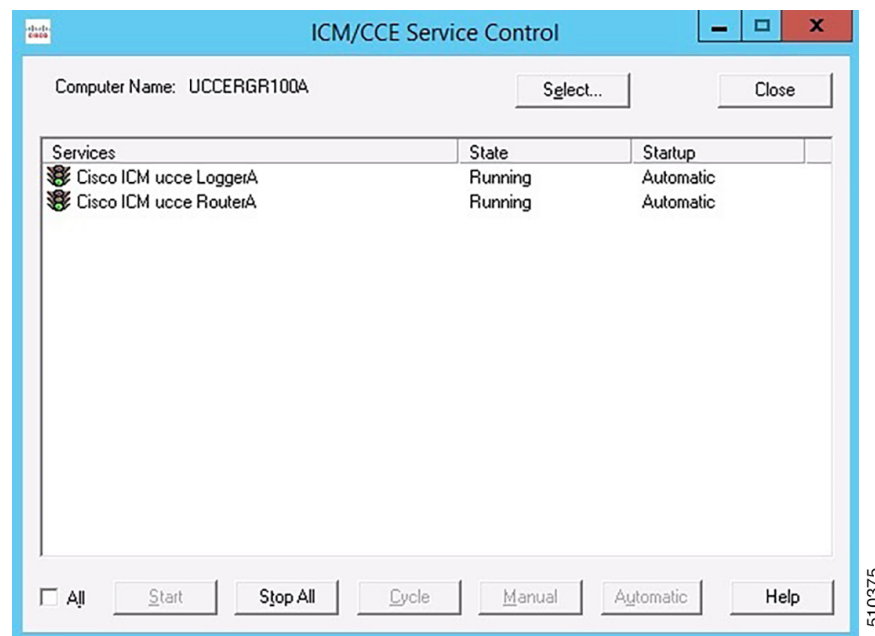 CISCO
ICM/CCE Service Control
X
Computer Name: UCCERGR100A
Select...
Close
Services State Startup
Cisco ICM ucce LoggerA Running Automatic
Cisco ICM ucce RouterA Running Automatic
All Start Stop All Cycle Manual Automatic Help
510375